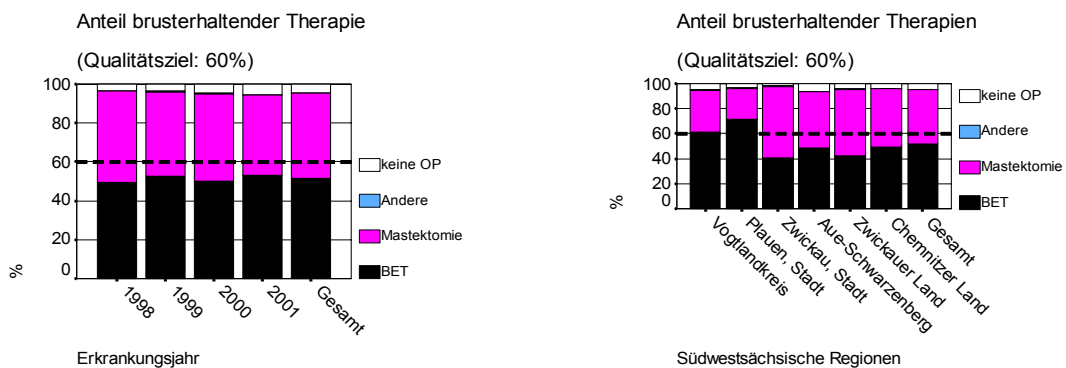 Anteil brusterhaltender Therapie
(Qualitätsziel: 60%)
100
80
60
40
20
0
%
keine OP
Andere
Mastektomie
BET
1998
1999
2000
2001
Gesamt
Erkrankungsjahr
Anteil brusterhaltender Therapien
(Qualitätsziel: 60%)
100
80
60
40
20
0
%
keine OP
Andere
Mastektomie
BET
Vogtlandkreis
Plauen, Stadt
Zwickau, Stadt
Aue-Schwarzenberg
Zwickauer Land
Chemnitzer Land
Gesamt
Südwestsächsische Regionen